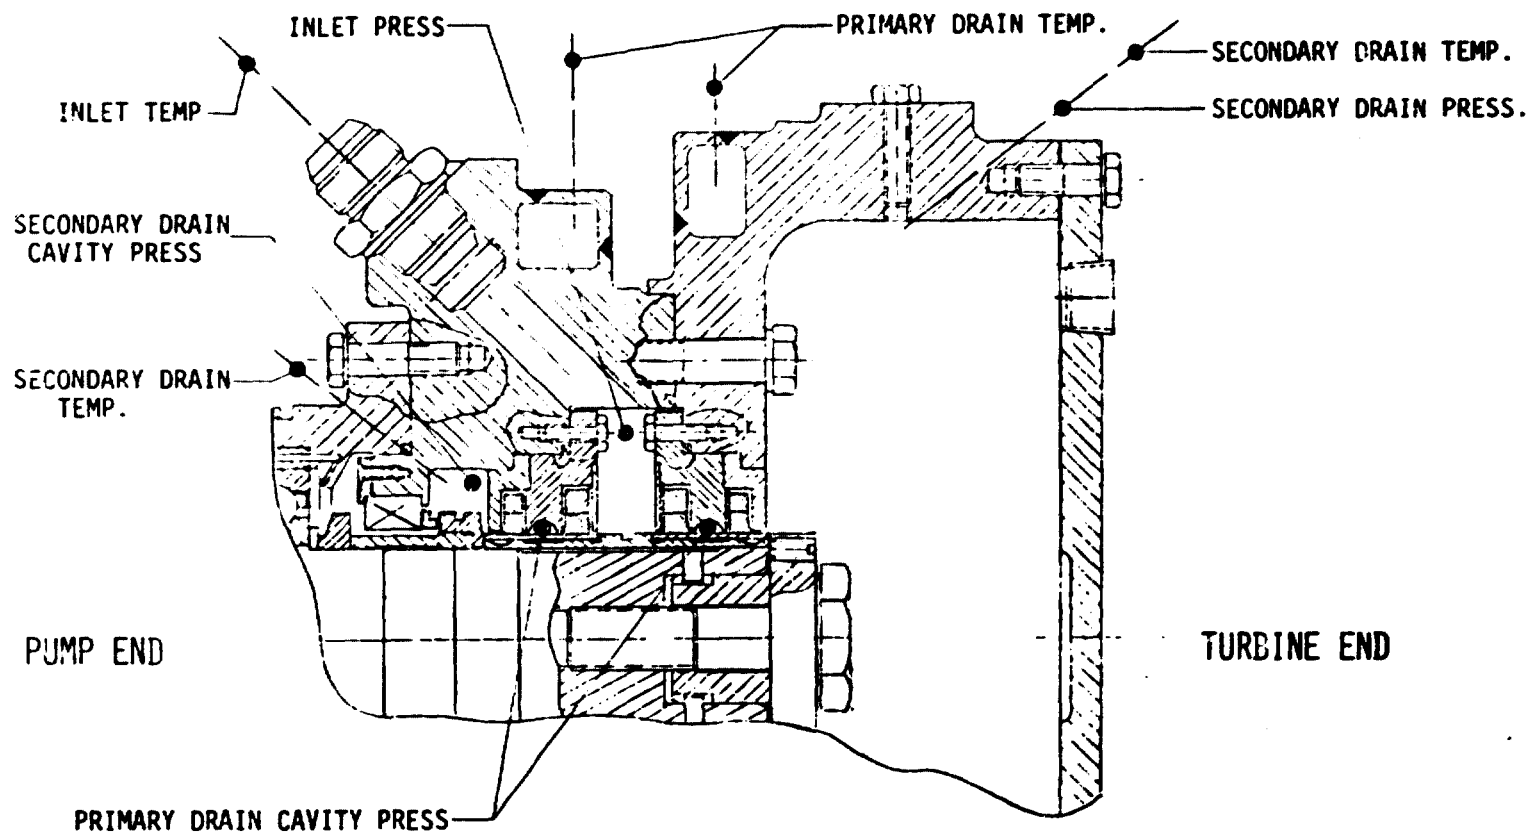 INLET PRESS
PRIMARY DRAIN TEMP.
SECONDARY DRAIN TEMP.
INLET TEMP
SECONDARY DRAIN PRESS.
SECONDARY DRAIN
CAVITY PRESS
SECONDARY DRAIN
TEMP.
PUMP END
TURBINE END
PRIMARY DRAIN CAVITY PRESS